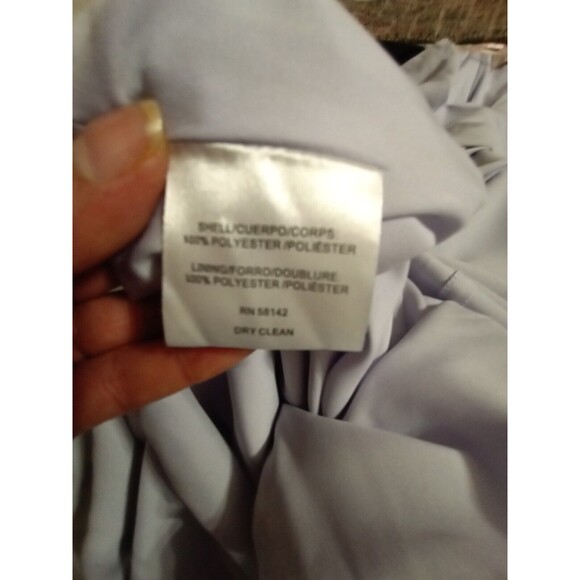 SHELL/CUERPO/CORPS
100% POLYESTER /POLIÉSTER
LINING/FORRO/DOUBLURE
100% POLYESTER /POLIÉSTER
RN 58142
DRY CLEAN